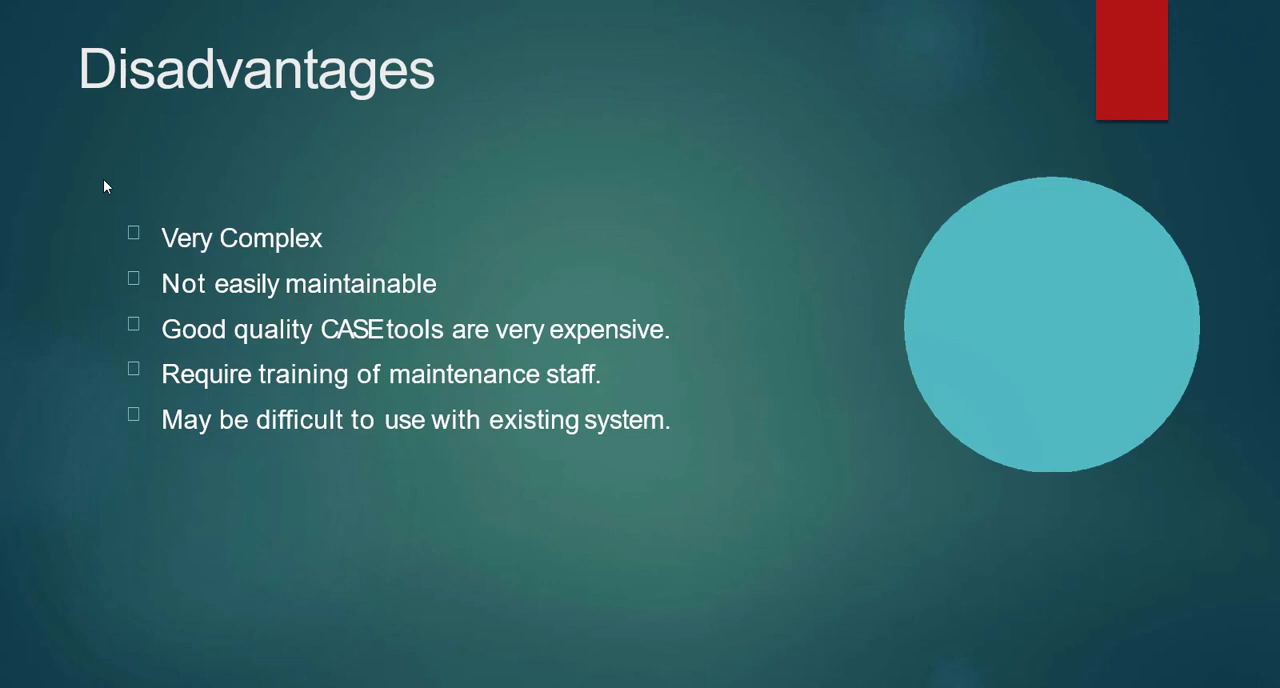 Disadvantages
Very Complex
Not easily maintainable
Good quality CASE tools are very expensive.
Require training of maintenance staff.
May be difficult to use with existing system.